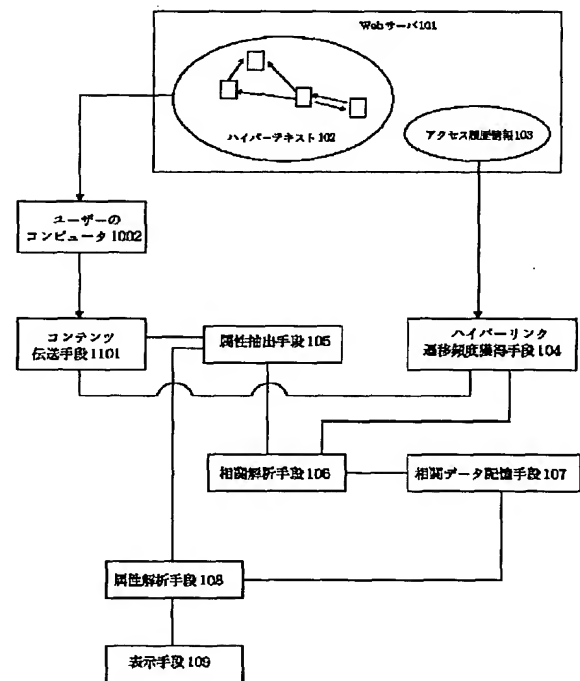 Webサーバ101
ハイパーテキスト102
アクセス履歴情報103
ユーザーの
コンピュータ1002
コンテンツ
伝送手段1101
属性抽出手段105
ハイパーリンク
遷移頻度獲得手段104
相関解析手段106
相関データ記憶手段107
属性解析手段108
表示手段109